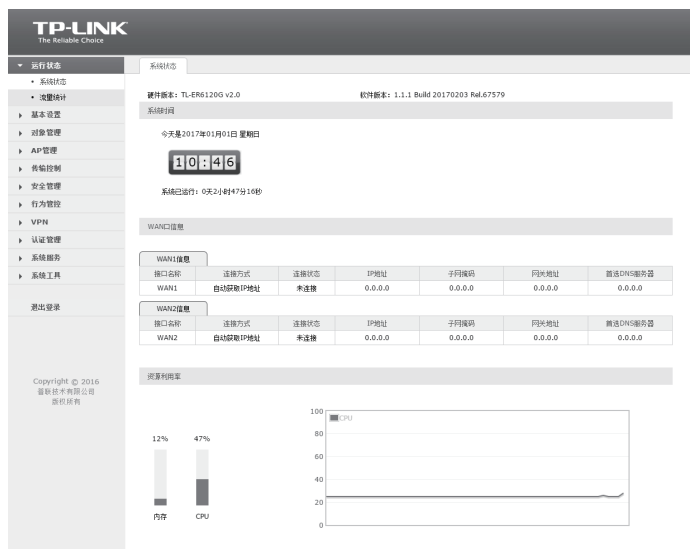 TP-LINK
The Reliable Choice
运行状态
系统状态
流量统计
基本设置
对象管理
AP管理
传输控制
安全管理
行为管控
VPN
认证管理
系统服务
系统工具
退出登录
Copyright © 2016
普联技术有限公司
版权所有
系统状态
硬件版本：TL-ER6120G v2.0 软件版本：1.1.1 Build 20170203 Rel.67579
系统时间
今天是2017年01月01日 星期日
10:46
系统已运行：0天2小时47分16秒
WAN口信息
WAN1信息
接口名称 连接方式 连接状态 IP地址 子网掩码 网关地址 首选DNS服务器
WAN1 自动获取IP地址 未连接 0.0.0.0 0.0.0.0 0.0.0.0 0.0.0.0
WAN2信息
接口名称 连接方式 连接状态 IP地址 子网掩码 网关地址 首选DNS服务器
WAN2 自动获取IP地址 未连接 0.0.0.0 0.0.0.0 0.0.0.0 0.0.0.0
资源利用率
12% 47%
内存 CPU
CPU
100
80
60
40
20
0